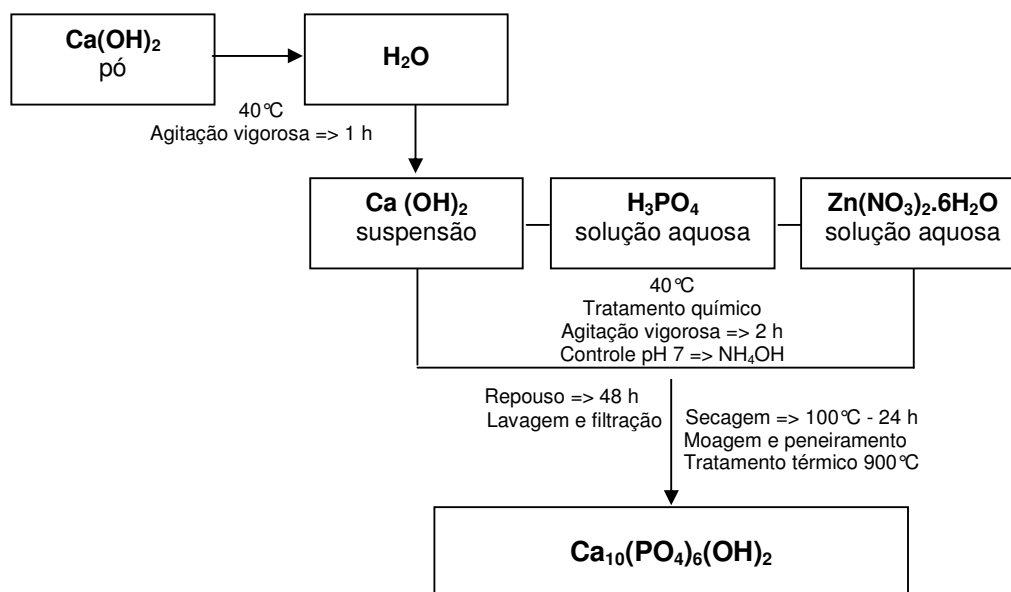 Ca(OH)₂
pó
H₂O
40°C
Agitação vigorosa => 1 h
Ca (OH)₂
suspensão
H₃PO₄
solução aquosa
Zn(NO₃)₂.6H₂O
solução aquosa
40°C
Tratamento químico
Agitação vigorosa => 2 h
Controle pH 7 => NH₄OH
Repouso => 48 h
Lavagem e filtração
Secagem => 100°C - 24 h
Moagem e peneiramento
Tratamento térmico 900°C
Ca₁₀(PO₄)₆(OH)₂